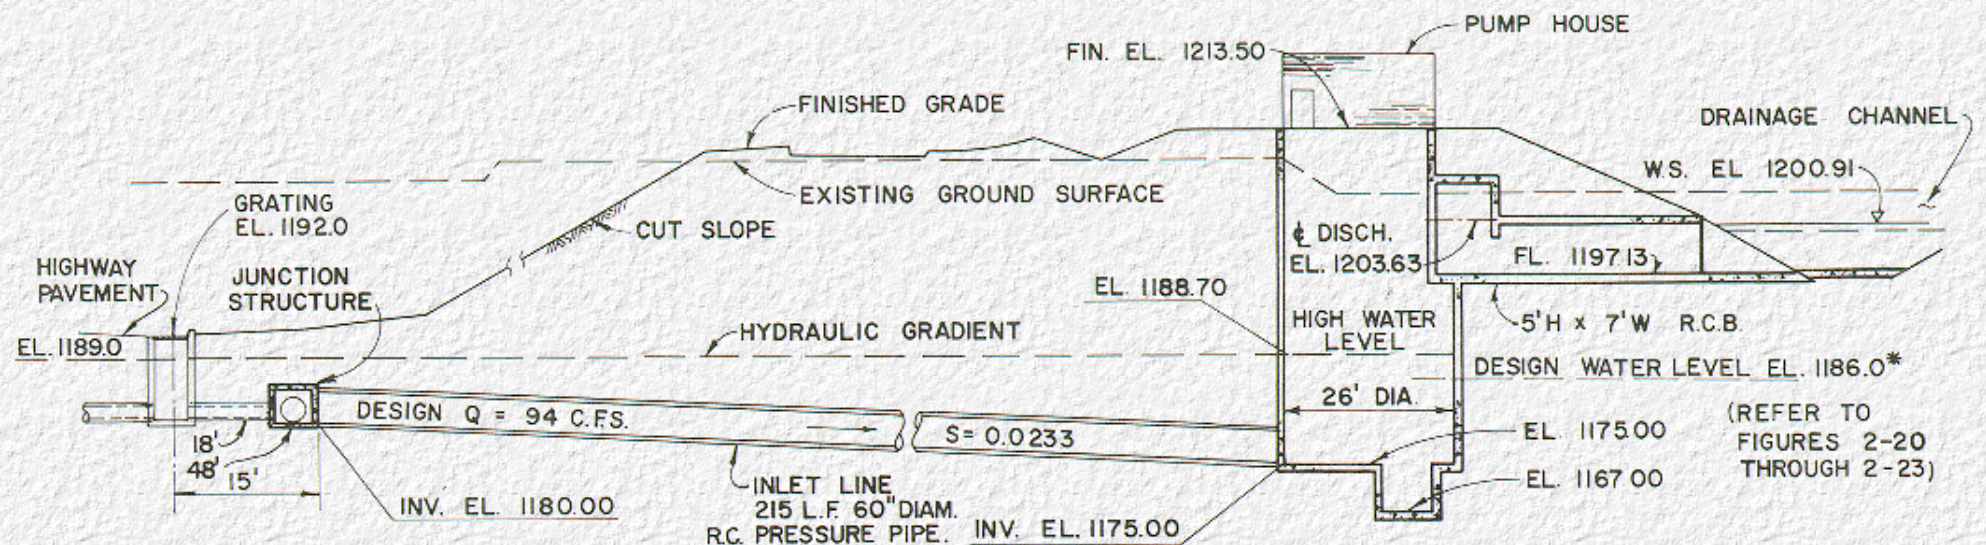 PUMP HOUSE
FIN. EL. 1213.50
FINISHED GRADE
DRAINAGE CHANNEL
W.S. EL 1200.91
EXISTING GROUND SURFACE
GRATING
EL. 1192.0
CUT SLOPE
℄ DISCH.
EL. 1203.63
FL. 1197.13
HIGHWAY
PAVEMENT
JUNCTION
STRUCTURE
EL. 1188.70
EL. 1189.0
HYDRAULIC GRADIENT
HIGH WATER
LEVEL
5'H x 7'W R.C.B.
DESIGN WATER LEVEL EL. 1186.0*
(REFER TO
FIGURES 2-20
THROUGH 2-23)
26' DIA.
DESIGN Q = 94 C.F.S.
S= 0.0233
EL. 1175.00
18'
48'
15'
INV. EL. 1180.00
INLET LINE
215 L.F 60" DIAM.
R.C. PRESSURE PIPE.
INV. EL. 1175.00
EL. 1167.00